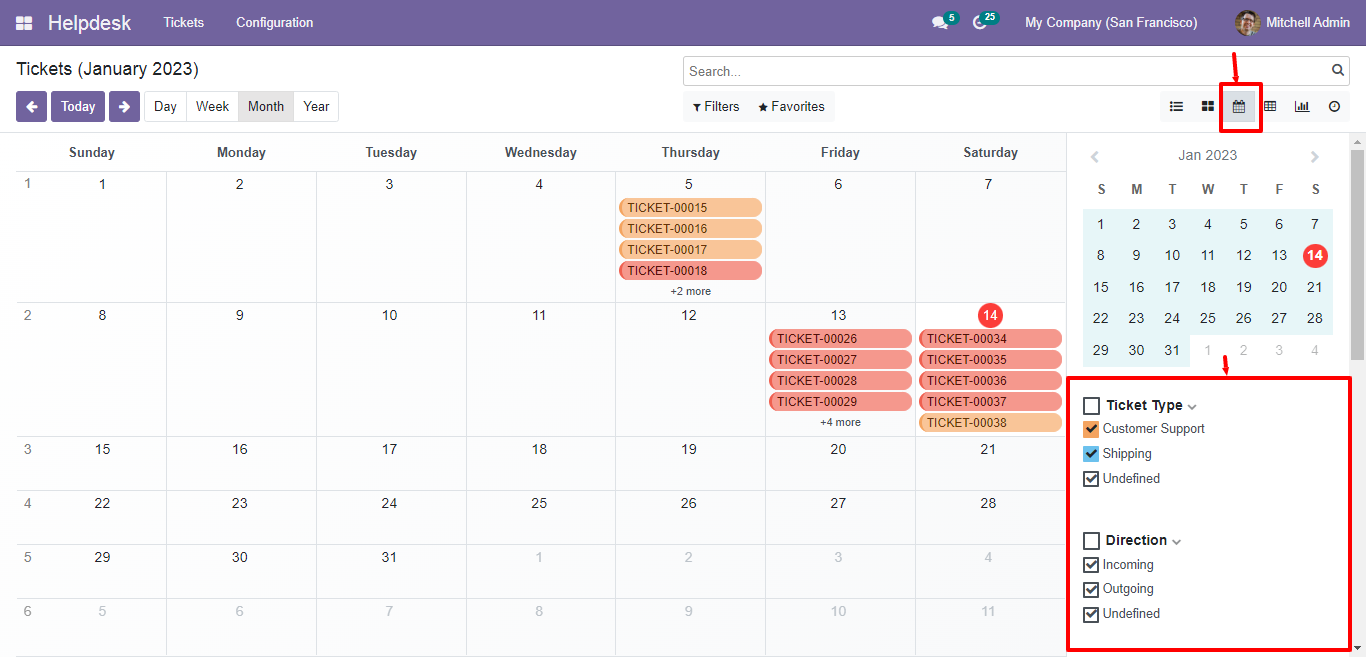 Helpdesk Tickets Configuration 5 25 My Company (San Francisco) Mitchell Admin
Tickets (January 2023)
Search...
Today Day Week Month Year
Filters Favorites
Sunday Monday Tuesday Wednesday Thursday Friday Saturday
1 1 2 3 4 5 6 7
TICKET-00015
TICKET-00016
TICKET-00017
TICKET-00018
+2 more
2 8 9 10 11 12 13 14
TICKET-00026 TICKET-00034
TICKET-00027 TICKET-00035
TICKET-00028 TICKET-00036
TICKET-00029 TICKET-00037
+4 more TICKET-00038
3 15 16 17 18 19 20 21
4 22 23 24 25 26 27 28
5 29 30 31 1 2 3 4
6 5 6 7 8 9 10 11
Jan 2023
S M T W T F S
1 2 3 4 5 6 7
8 9 10 11 12 13 14
15 16 17 18 19 20 21
22 23 24 25 26 27 28
29 30 31 1 2 3 4
Ticket Type
Customer Support
Shipping
Undefined
Direction
Incoming
Outgoing
Undefined